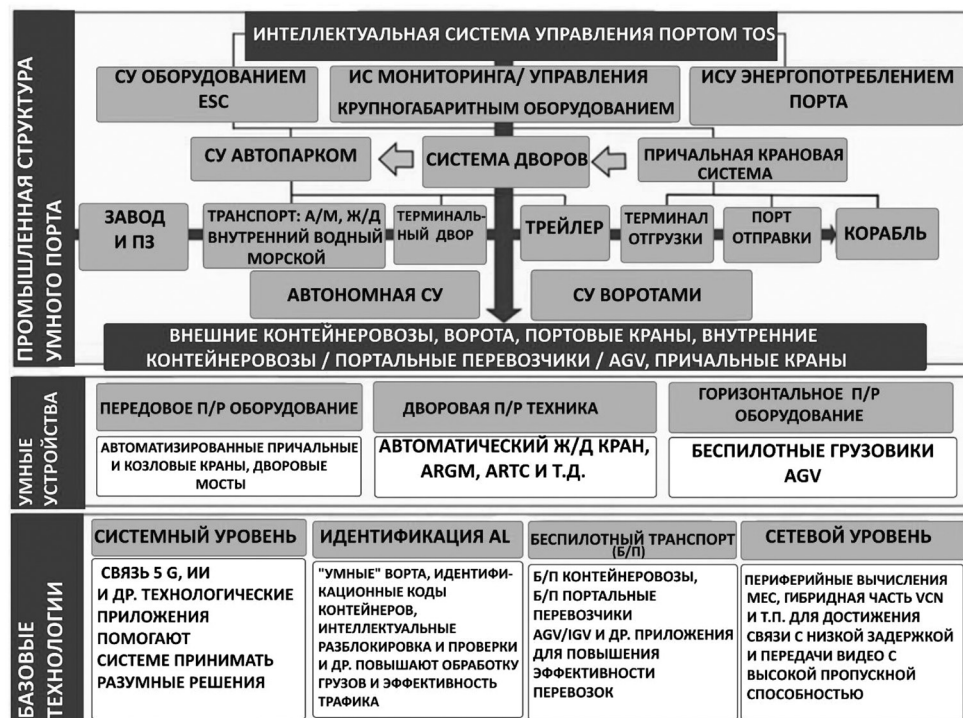 ПРОМЫШЛЕННАЯ СТРУКТУРА
УМНОГО ПОРТА
ИНТЕЛЛЕКТУАЛЬНАЯ СИСТЕМА УПРАВЛЕНИЯ ПОРТОМ TOS
СУ ОБОРУДОВАНИЕМ
ESC
ИС МОНИТОРИНГА/ УПРАВЛЕНИЯ
КРУПНОГАБАРИТНЫМ ОБОРУДОВАНИЕМ
ИСУ ЭНЕРГОПОТРЕБЛЕНИЕМ
ПОРТА
СУ АВТОПАРКОМ
СИСТЕМА ДВОРОВ
ПРИЧАЛЬНАЯ КРАНОВАЯ
СИСТЕМА
ЗАВОД
И ПЗ
ТРАНСПОРТ: А/М, Ж/Д
ВНУТРЕННИЙ ВОДНЫЙ
МОРСКОЙ
ТЕРМИНАЛЬ-
НЫЙ ДВОР
ТРЕЙЛЕР
ТЕРМИНАЛ
ОТГРУЗКИ
ПОРТ
ОТПРАВКИ
КОРАБЛЬ
АВТОНОМНАЯ СУ
СУ ВОРОТАМИ
ВНЕШНИЕ КОНТЕЙНЕРОВОЗЫ, ВОРОТА, ПОРТОВЫЕ КРАНЫ, ВНУТРЕННИЕ
КОНТЕЙНЕРОВОЗЫ / ПОРТАЛЬНЫЕ ПЕРЕВОЗЧИКИ / AGV, ПРИЧАЛЬНЫЕ КРАНЫ
УМНЫЕ
УСТРОЙСТВА
ПЕРЕДОВОЕ П/Р ОБОРУДОВАНИЕ
АВТОМАТИЗИРОВАННЫЕ ПРИЧАЛЬНЫЕ
И КОЗЛОВЫЕ КРАНЫ, ДВОРОВЫЕ
МОСТЫ
ДВОРОВАЯ П/Р ТЕХНИКА
АВТОМАТИЧЕСКИЙ Ж/Д КРАН,
ARGM, ARTC И Т.Д.
ГОРИЗОНТАЛЬНОЕ П/Р
ОБОРУДОВАНИЕ
БЕСПИЛОТНЫЕ ГРУЗОВИКИ
AGV
БАЗОВЫЕ
ТЕХНОЛОГИИ
СИСТЕМНЫЙ УРОВЕНЬ
СВЯЗЬ 5 G, ИИ
И ДР. ТЕХНОЛОГИЧЕСКИЕ
ПРИЛОЖЕНИЯ
ПОМОГАЮТ
СИСТЕМЕ ПРИНИМАТЬ
РАЗУМНЫЕ РЕШЕНИЯ
ИДЕНТИФИКАЦИЯ AL
"УМНЫЕ" ВОРТА, ИДЕНТИФИ-
КАЦИОННЫЕ КОДЫ
КОНТЕЙНЕРОВ,
ИНТЕЛЛЕКТУАЛЬНЫЕ
РАЗБЛОКИРОВКА И ПРОВЕРКИ
И ДР. ПОВЫШАЮТ ОБРАБОТКУ
ГРУЗОВ И ЭФФЕКТИВНОСТЬ
ТРАФИКА
БЕСПИЛОТНЫЙ ТРАНСПОРТ
(Б/П)
Б/П КОНТЕЙНЕРОВОЗЫ,
Б/П ПОРТАЛЬНЫЕ
ПЕРЕВОЗЧИКИ
AGV/IGV И ДР. ПРИЛОЖЕНИЯ
ДЛЯ ПОВЫШЕНИЯ
ЭФФЕКТИВНОСТИ
ПЕРЕВОЗОК
СЕТЕВОЙ УРОВЕНЬ
ПЕРИФЕРИЙНЫЕ ВЫЧИСЛЕНИЯ
МЕС, ГИБРИДНАЯ ЧАСТЬ VCN
И Т.П. ДЛЯ ДОСТИЖЕНИЯ
СВЯЗИ С НИЗКОЙ ЗАДЕРЖКОЙ
И ПЕРЕДАЧИ ВИДЕО С
ВЫСОКОЙ ПРОПУСКНОЙ
СПОСОБНОСТЬЮ